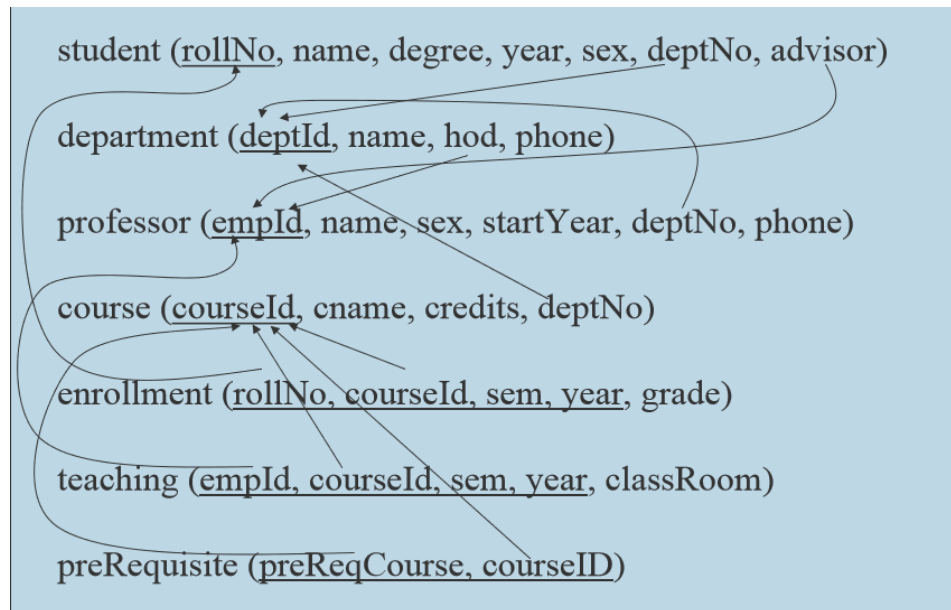 student (rollNo, name, degree, year, sex, deptNo, advisor)
department (deptId, name, hod, phone)
professor (empId, name, sex, startYear, deptNo, phone)
course (courseId, cname, credits, deptNo)
enrollment (rollNo, courseId, sem, year, grade)
teaching (empId, courseId, sem, year, classRoom)
preRequisite (preReqCourse, courseID)